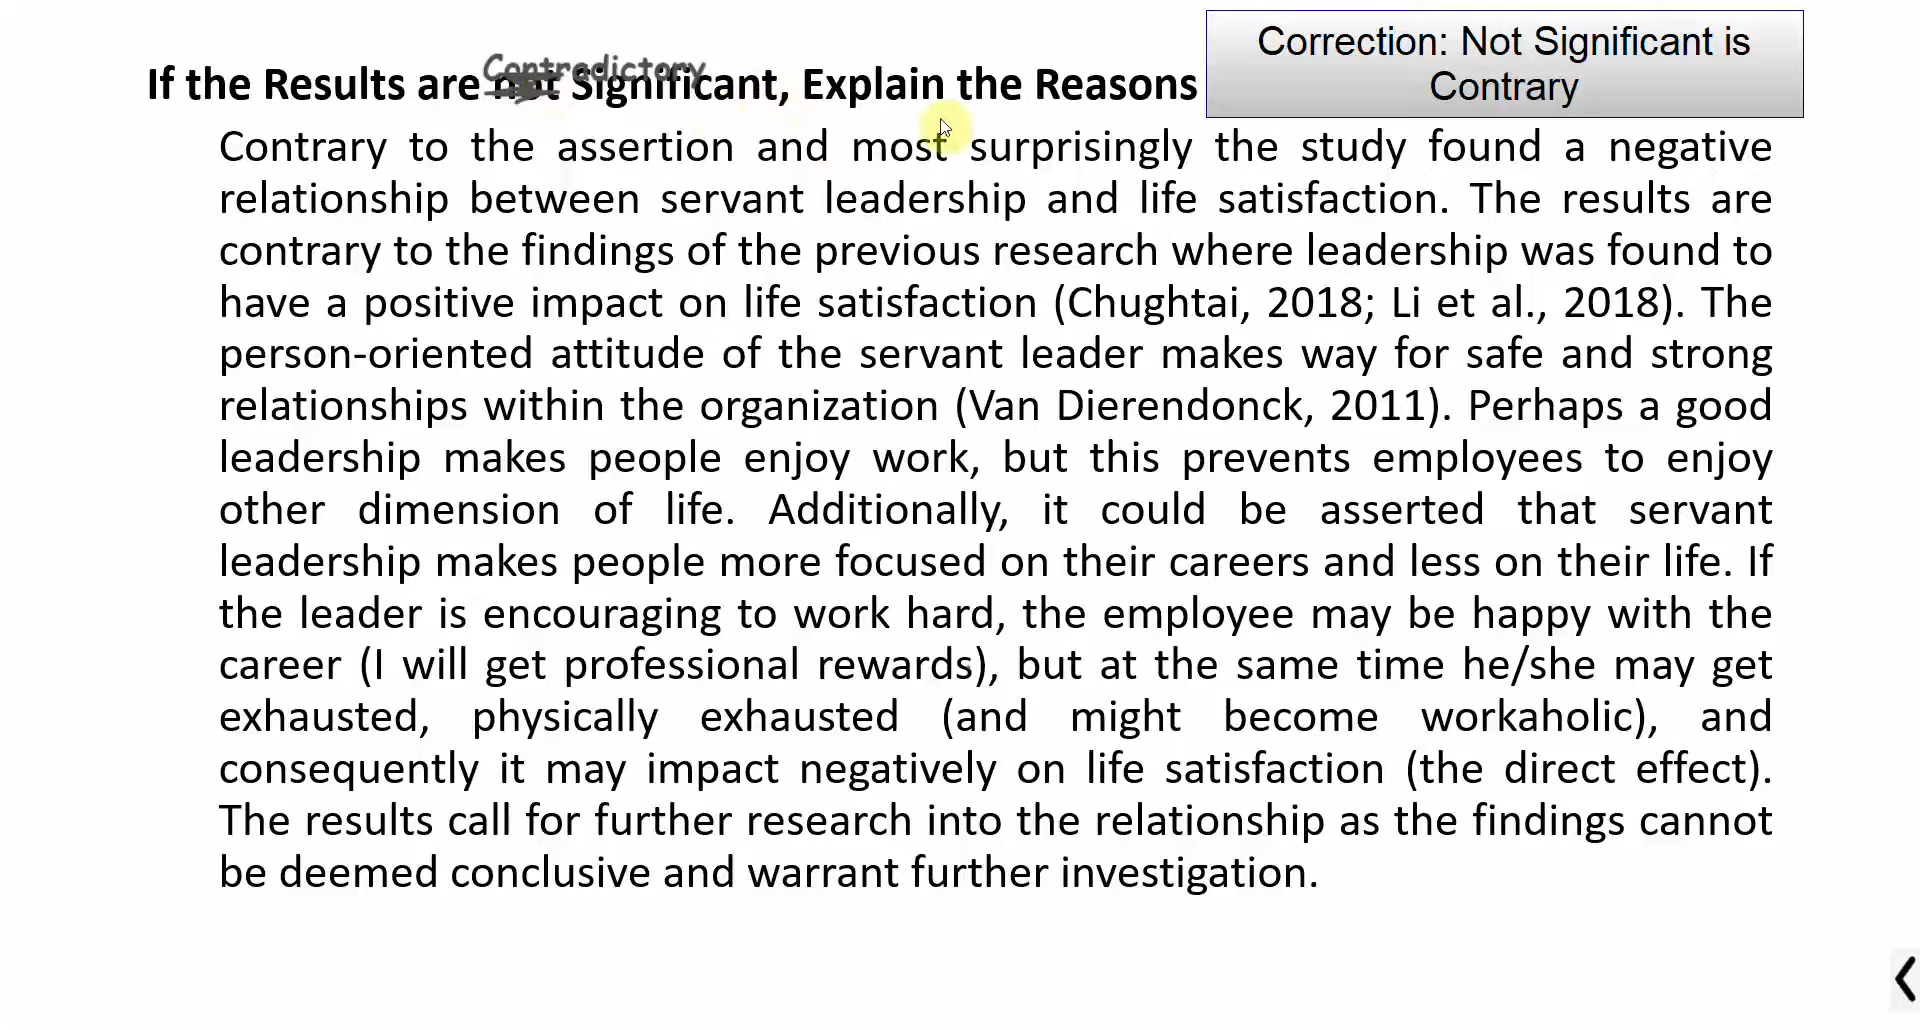 Correction: Not Significant is
Contrary
Contradictory
If the Results are not Significant, Explain the Reasons
Contrary to the assertion and most surprisingly the study found a negative
relationship between servant leadership and life satisfaction. The results are
contrary to the findings of the previous research where leadership was found to
have a positive impact on life satisfaction (Chughtai, 2018; Li et al., 2018). The
person-oriented attitude of the servant leader makes way for safe and strong
relationships within the organization (Van Dierendonck, 2011). Perhaps a good
leadership makes people enjoy work, but this prevents employees to enjoy
other dimension of life. Additionally, it could be asserted that servant
leadership makes people more focused on their careers and less on their life. If
the leader is encouraging to work hard, the employee may be happy with the
career (I will get professional rewards), but at the same time he/she may get
exhausted, physically exhausted (and might become workaholic), and
consequently it may impact negatively on life satisfaction (the direct effect).
The results call for further research into the relationship as the findings cannot
be deemed conclusive and warrant further investigation.